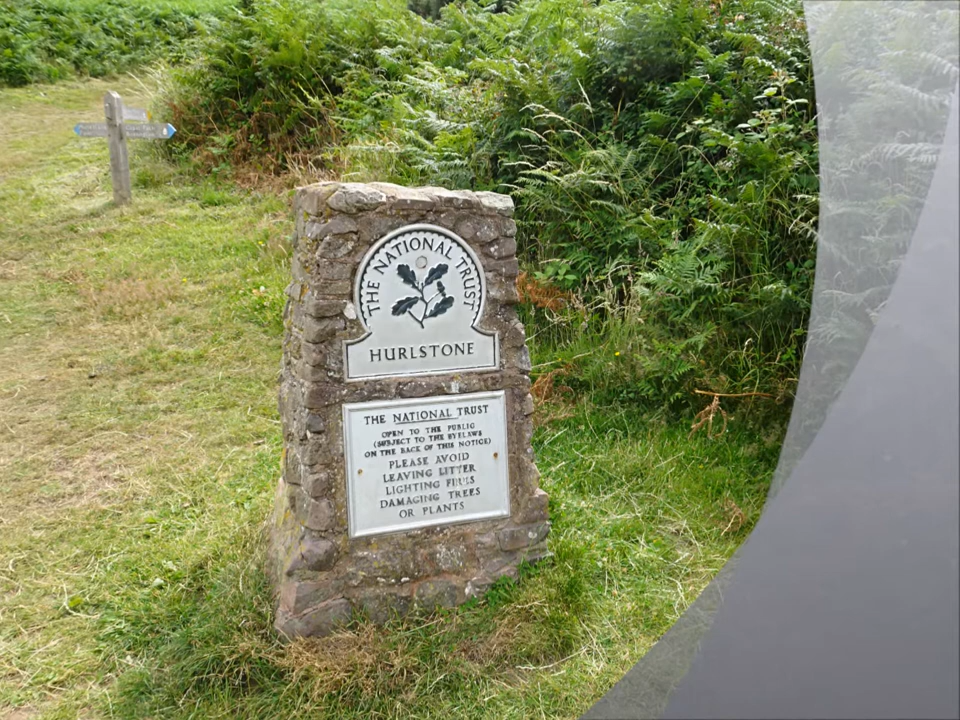 THE NATIONAL TRUST
HURLSTONE
THE NATIONAL TRUST
OPEN TO THE PUBLIC
(SUBJECT TO THE BYELAWS
ON THE BACK OF THIS NOTICE)
PLEASE AVOID
LEAVING LITTER
LIGHTING
DAMAGING TREES
OR PLANTS